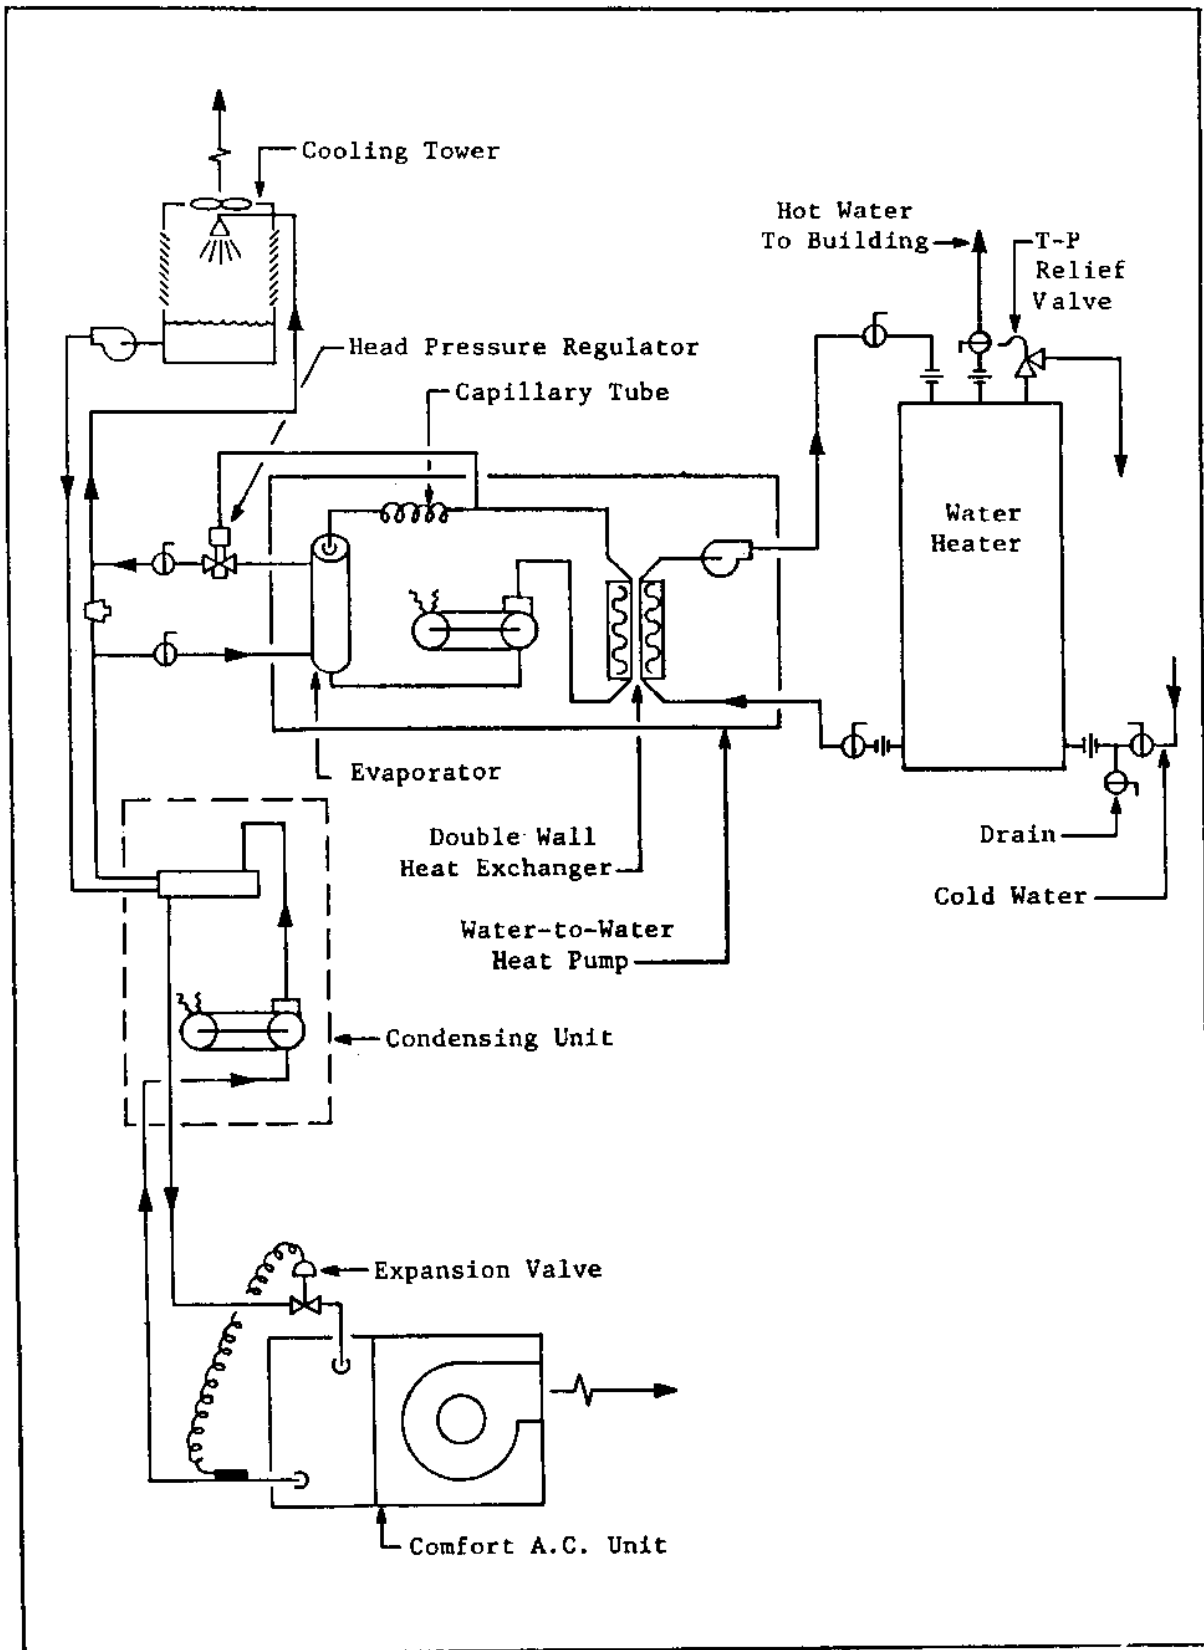 Cooling Tower
Hot Water
To Building
T-P
Relief
Valve
Head Pressure Regulator
Capillary Tube
Water
Heater
Evaporator
Double Wall
Heat Exchanger
Drain
Cold Water
Water-to-Water
Heat Pump
Condensing Unit
Expansion Valve
Comfort A.C. Unit